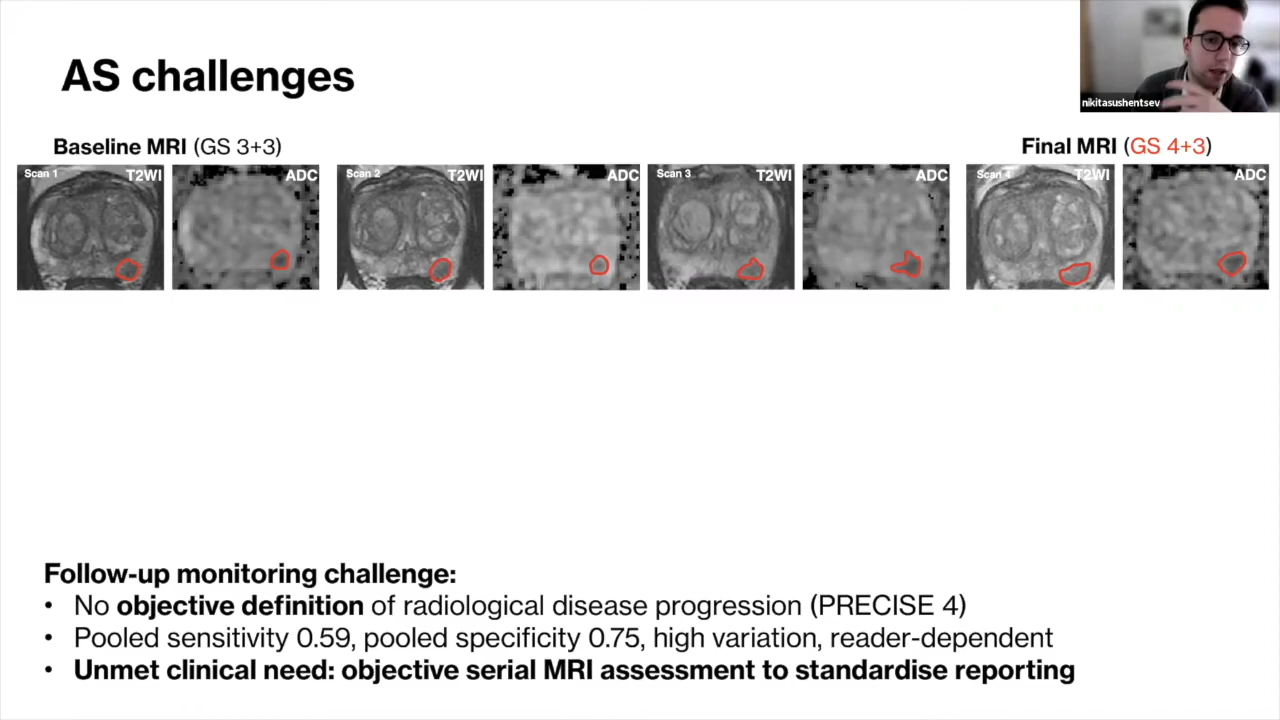 AS challenges
nikitasushentsev
Baseline MRI (GS 3+3)
Final MRI (GS 4+3)
Scan 1 T2WI
ADC
Scan 2 T2WI
ADC
Scan 3 T2WI
ADC
Scan 4 T2WI
ADC
Follow-up monitoring challenge:
• No objective definition of radiological disease progression (PRECISE 4)
• Pooled sensitivity 0.59, pooled specificity 0.75, high variation, reader-dependent
• Unmet clinical need: objective serial MRI assessment to standardise reporting